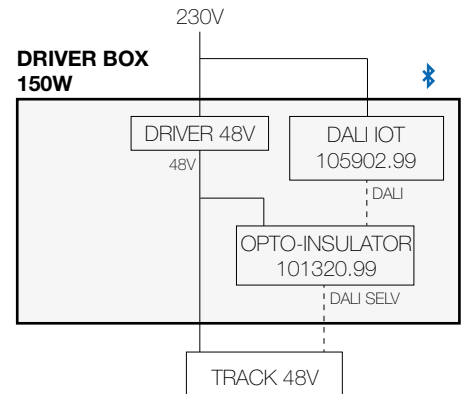 230V
DRIVER BOX
150W
DRIVER 48V
DALI IOT
105902.99
48V
DALI
OPTO-INSULATOR
101320.99
DALI SELV
TRACK 48V